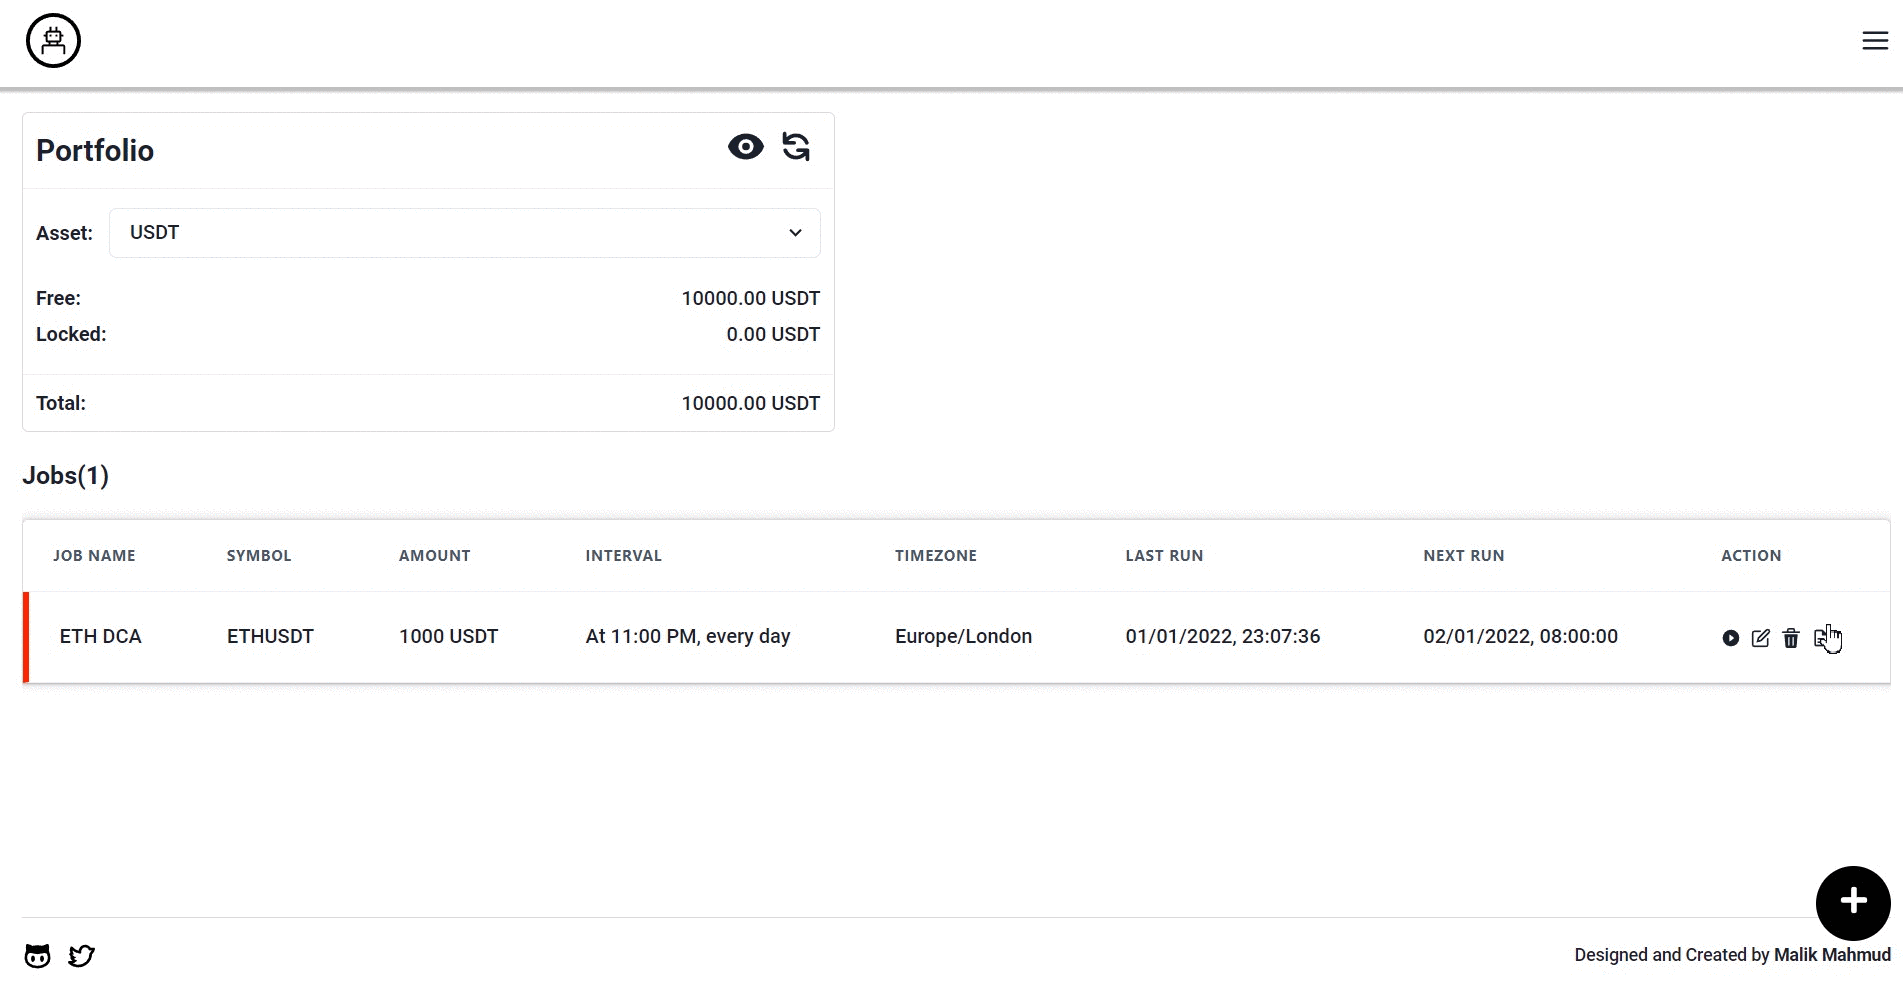 Portfolio
Asset: USDT
Free: 10000.00 USDT
Locked: 0.00 USDT
Total: 10000.00 USDT
Jobs(1)
JOB NAME SYMBOL AMOUNT INTERVAL TIMEZONE LAST RUN NEXT RUN ACTION
ETH DCA ETHUSDT 1000 USDT At 11:00 PM, every day Europe/London 01/01/2022, 23:07:36 02/01/2022, 08:00:00
Designed and Created by Malik Mahmud